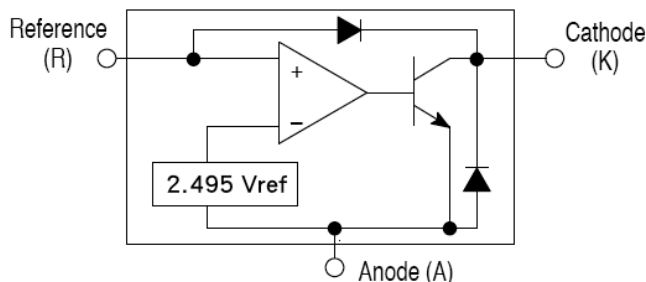 Reference
(R)
Cathode
(K)
+
−
2.495 Vref
Anode (A)